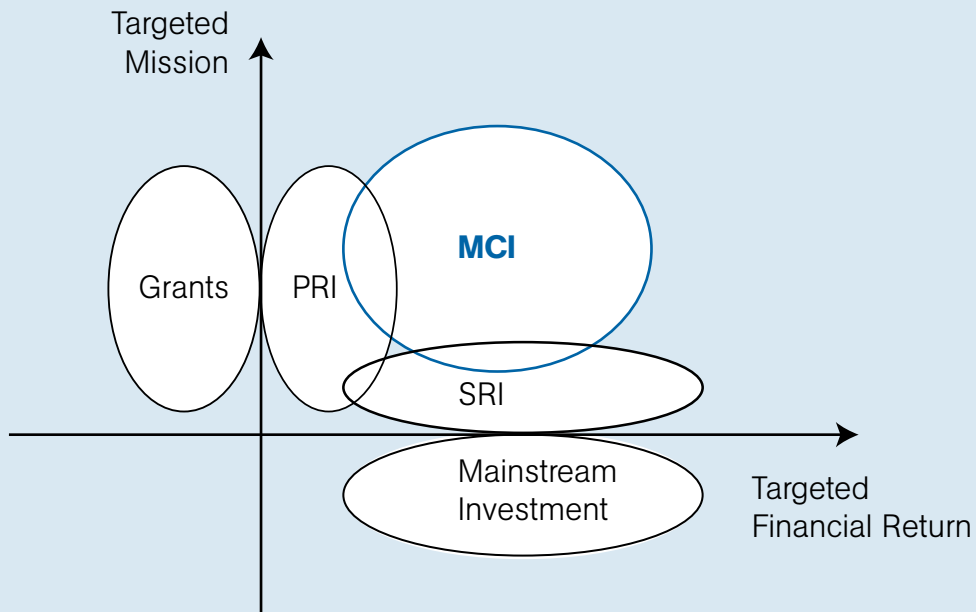 Targeted
Mission
MCI
Grants
PRI
SRI
Mainstream
Investment
Targeted
Financial Return